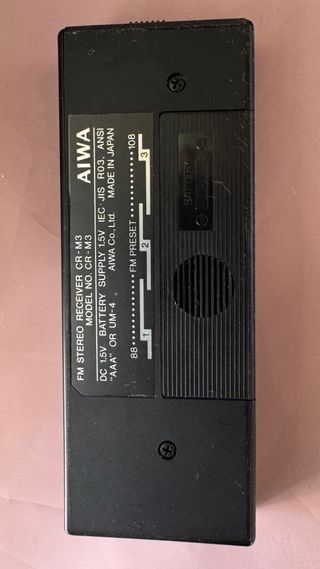 FM STEREO RECEIVER CR-M3
MODEL NO. CR-M3
AIWA
DC 1.5V BATTERY SUPPLY 1.5V IEC JIS R03. ANSI
"AAA" OR UM-4 AIWA Co., Ltd. MADE IN JAPAN
88 FM PRESET 108
1 2 3
BATTERY